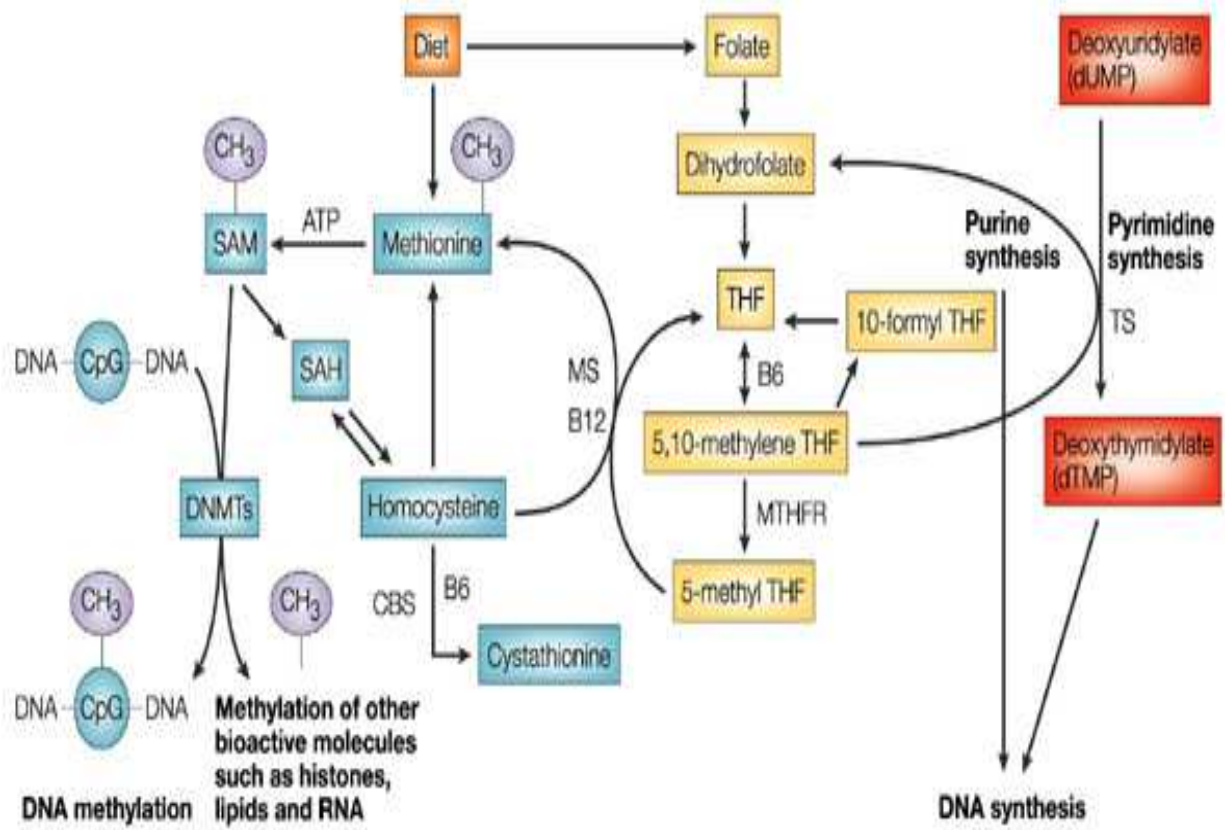 Diet
Folate
Deoxyundylate
(dUMP)
CH3
CH3
Dihydrofolate
ATP
SAM
Methionine
Purine
synthesis
Pyrimidine
synthesis
THF
10-formyl THF
TS
DNA CpG DNA
SAH
MS
B12
B6
5,10-methylene THF
Deoxythymidylate
(dTMP)
DNMTs
Homocysteine
MTHFR
CH3
CH3
CBS
B6
5-methyl THF
Cystathionine
DNA CpG DNA
Methylation of other
bioactive molecules
such as histones,
lipids and RNA
DNA methylation
DNA synthesis